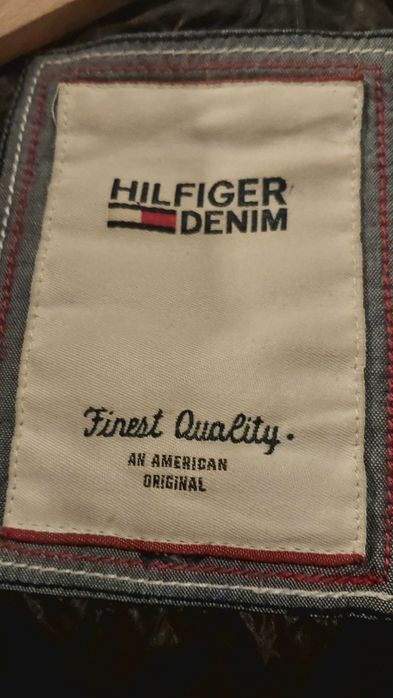 HILFIGER
DENIM
Finest Quality.
AN AMERICAN
ORIGINAL